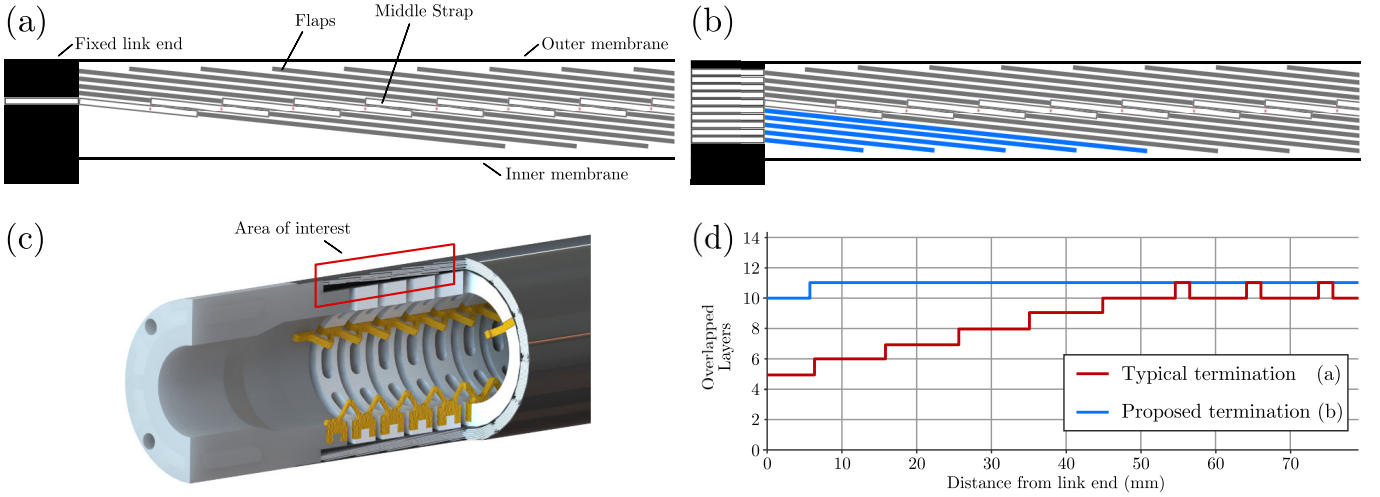 (a)
Flaps
Middle Strap
Fixed link end
Outer membrane
Inner membrane
(b)
(c)
Area of interest
(d)
14
12
10
8
6
4
2
0
Overlapped
Layers
Typical termination (a)
Proposed termination (b)
0 10 20 30 40 50 60 70
Distance from link end (mm)